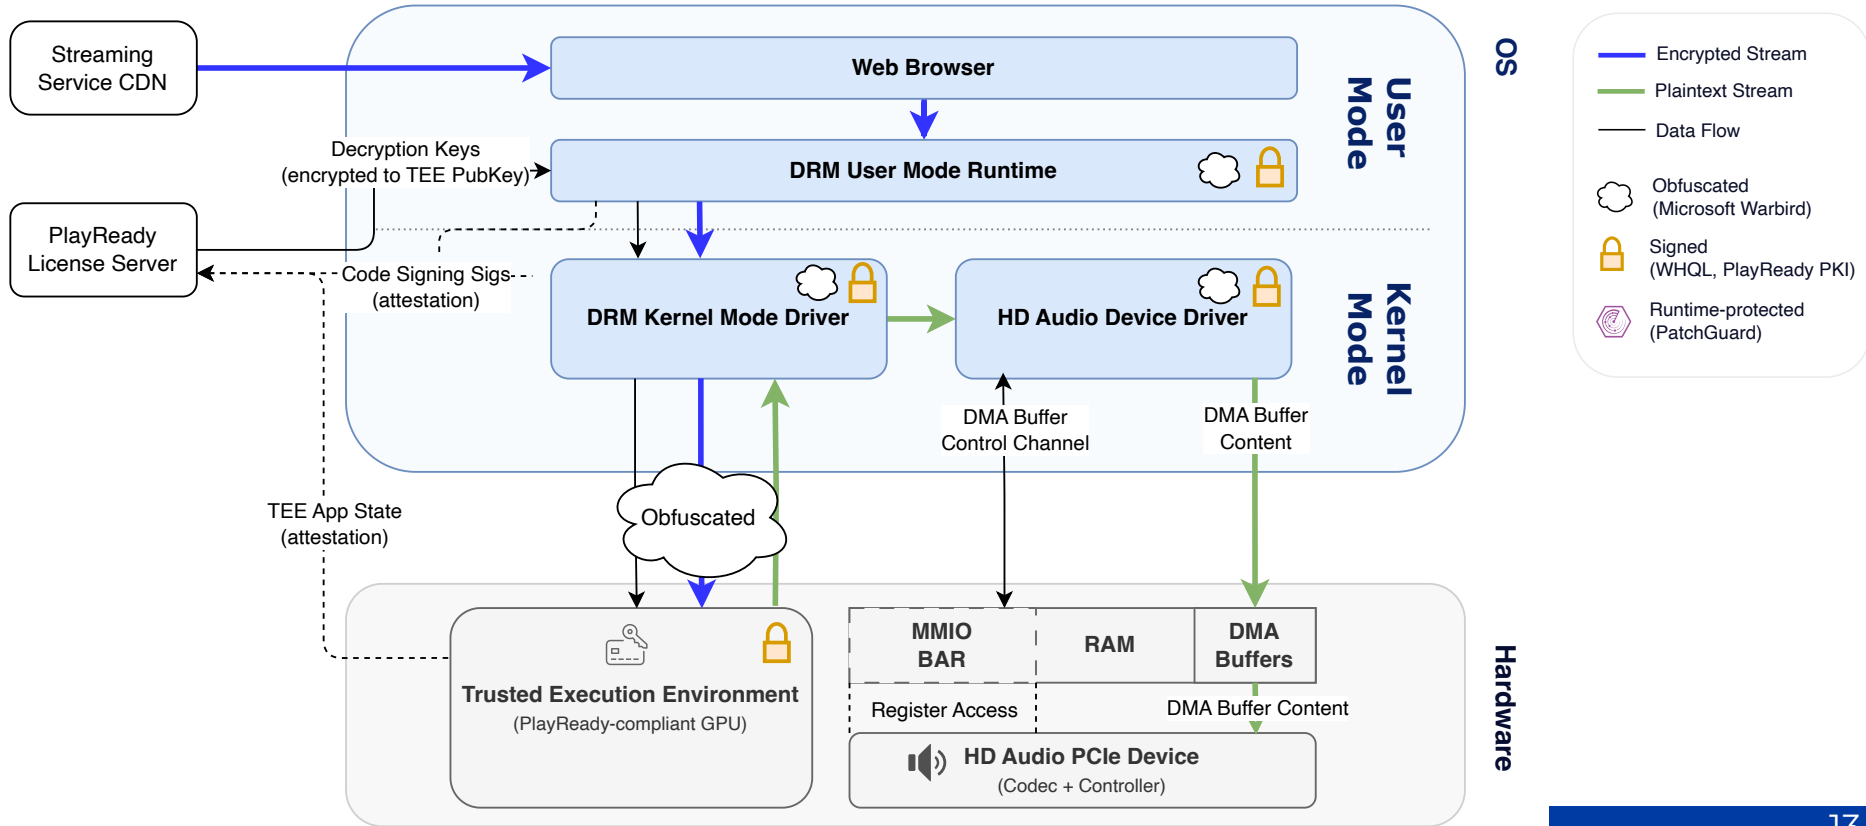 Streaming
Service CDN
Web Browser
User
Mode
OS
Encrypted Stream
Plaintext Stream
Data Flow
Obfuscated
(Microsoft Warbird)
Signed
(WHQL, PlayReady PKI)
Runtime-protected
(PatchGuard)
Decryption Keys
(encrypted to TEE PubKey)
DRM User Mode Runtime
PlayReady
License Server
Code Signing Sigs
(attestation)
DRM Kernel Mode Driver
HD Audio Device Driver
Kernel
Mode
DMA Buffer
Control Channel
DMA Buffer
Content
TEE App State
(attestation)
Obfuscated
Trusted Execution Environment
(PlayReady-compliant GPU)
MMIO
BAR
RAM
DMA
Buffers
Register Access
DMA Buffer Content
HD Audio PCIe Device
(Codec + Controller)
Hardware